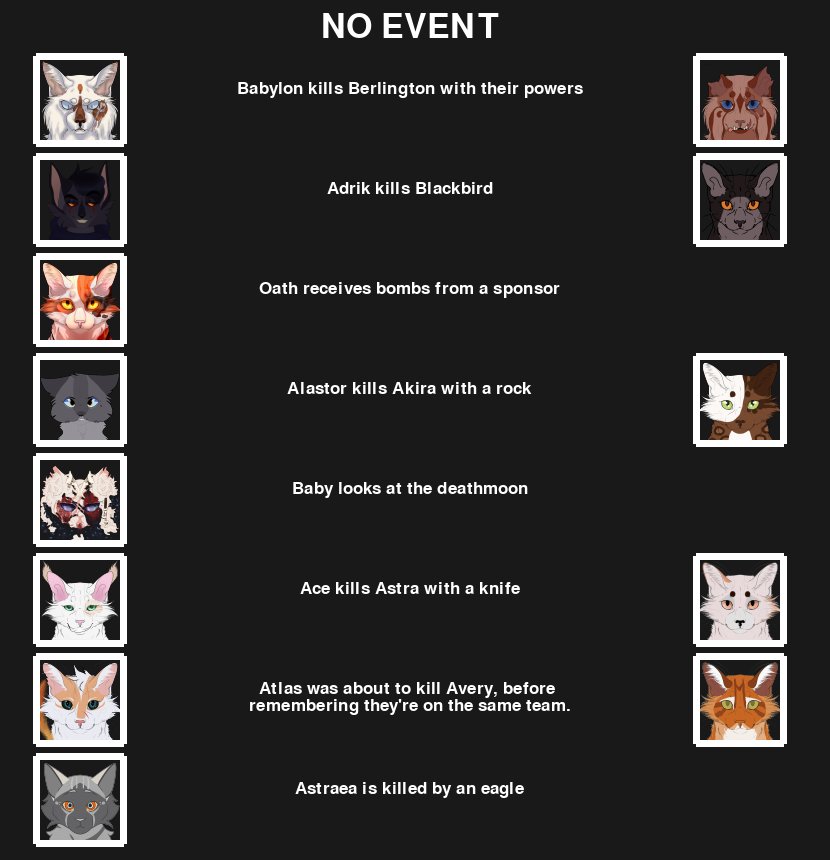 NO EVENT
Babylon kills Berlington with their powers
Adrik kills Blackbird
Oath receives bombs from a sponsor
Alastor kills Akira with a rock
Baby looks at the deathmoon
Ace kills Astra with a knife
Atlas was about to kill Avery, before
remembering they're on the same team.
Astraea is killed by an eagle